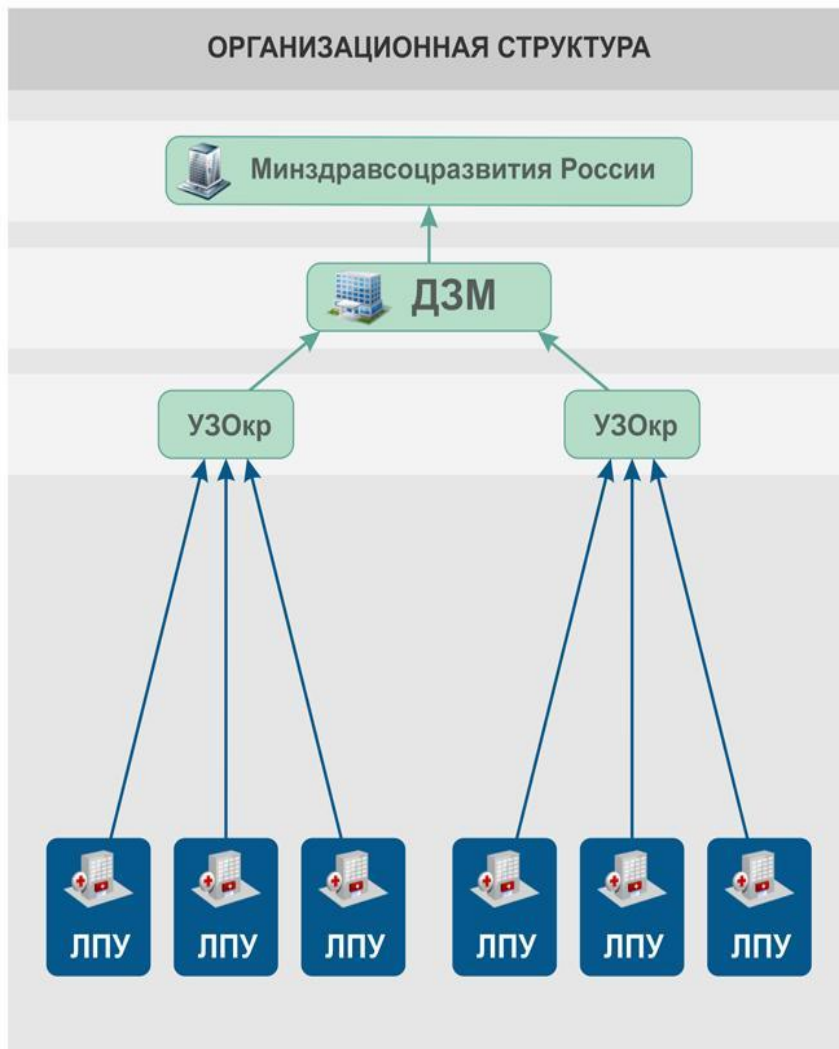 ОРГАНИЗАЦИОННАЯ СТРУКТУРА
Минздравсоцразвития России
ДЗМ
УЗОкр
УЗОкр
ЛПУ
ЛПУ
ЛПУ
ЛПУ
ЛПУ
ЛПУ